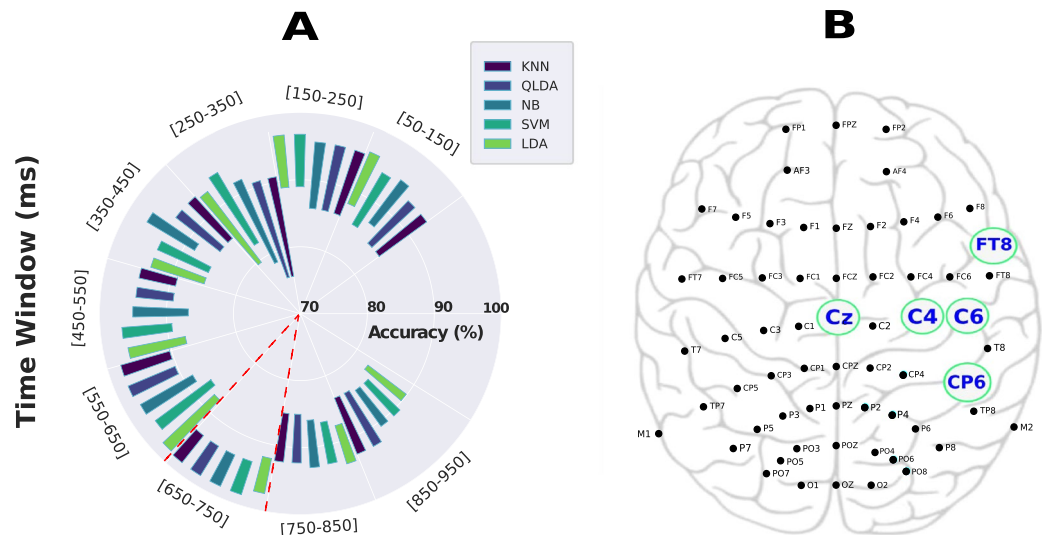 A
B
KNN
QLDA
NB
SVM
LDA
Time Window (ms)
[50-150]
[150-250]
[250-350]
[350-450]
[450-550]
[550-650]
[650-750]
[750-850]
[850-950]
70 80 90 100
Accuracy (%)
FP1 FPZ FP2
AF3 AF4
F7 F5 F3 F1 FZ F2 F4 F6 F8
FT8
FT7 FC5 FC3 FC1 FCZ FC2 FC4 FC6 FT8
T7 C5 C3 C1 Cz C2 C4 C6 T8
CP5 CP3 CP1 CPZ CP2 CP4 CP6
TP7 TP8
M1 P7 P5 P3 P1 PZ P2 P4 P6 P8 M2
PO7 PO5 PO3 POZ PO4 PO6 PO8
O1 OZ O2